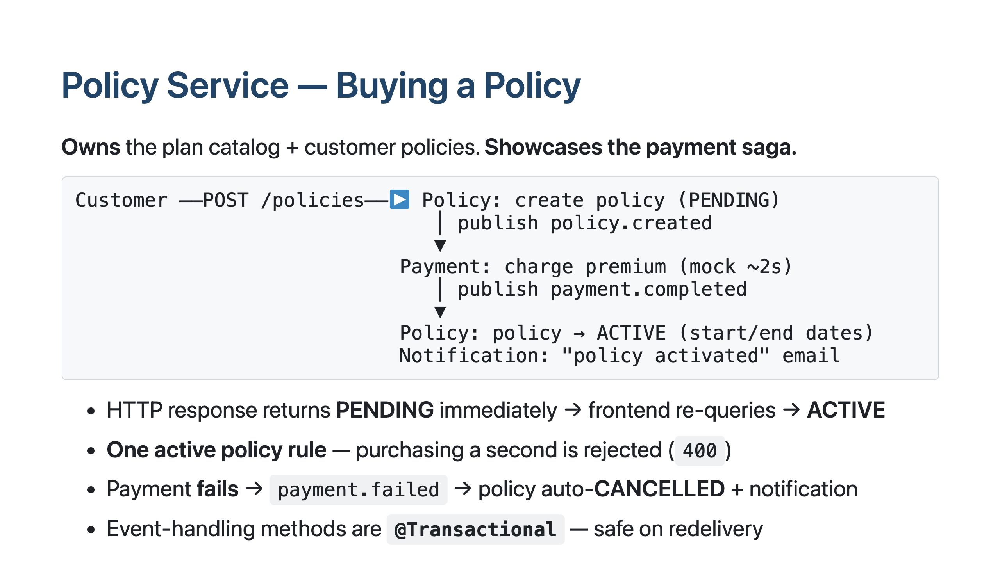 Policy Service — Buying a Policy
Owns the plan catalog + customer policies. Showcases the payment saga.
Customer ──POST /policies──▶ Policy: create policy (PENDING)
│ publish policy.created
▼
Payment: charge premium (mock ~2s)
│ publish payment.completed
▼
Policy: policy → ACTIVE (start/end dates)
Notification: "policy activated" email
• HTTP response returns PENDING immediately → frontend re-queries → ACTIVE
• One active policy rule — purchasing a second is rejected (400)
• Payment fails → payment.failed → policy auto-CANCELLED + notification
• Event-handling methods are @Transactional — safe on redelivery